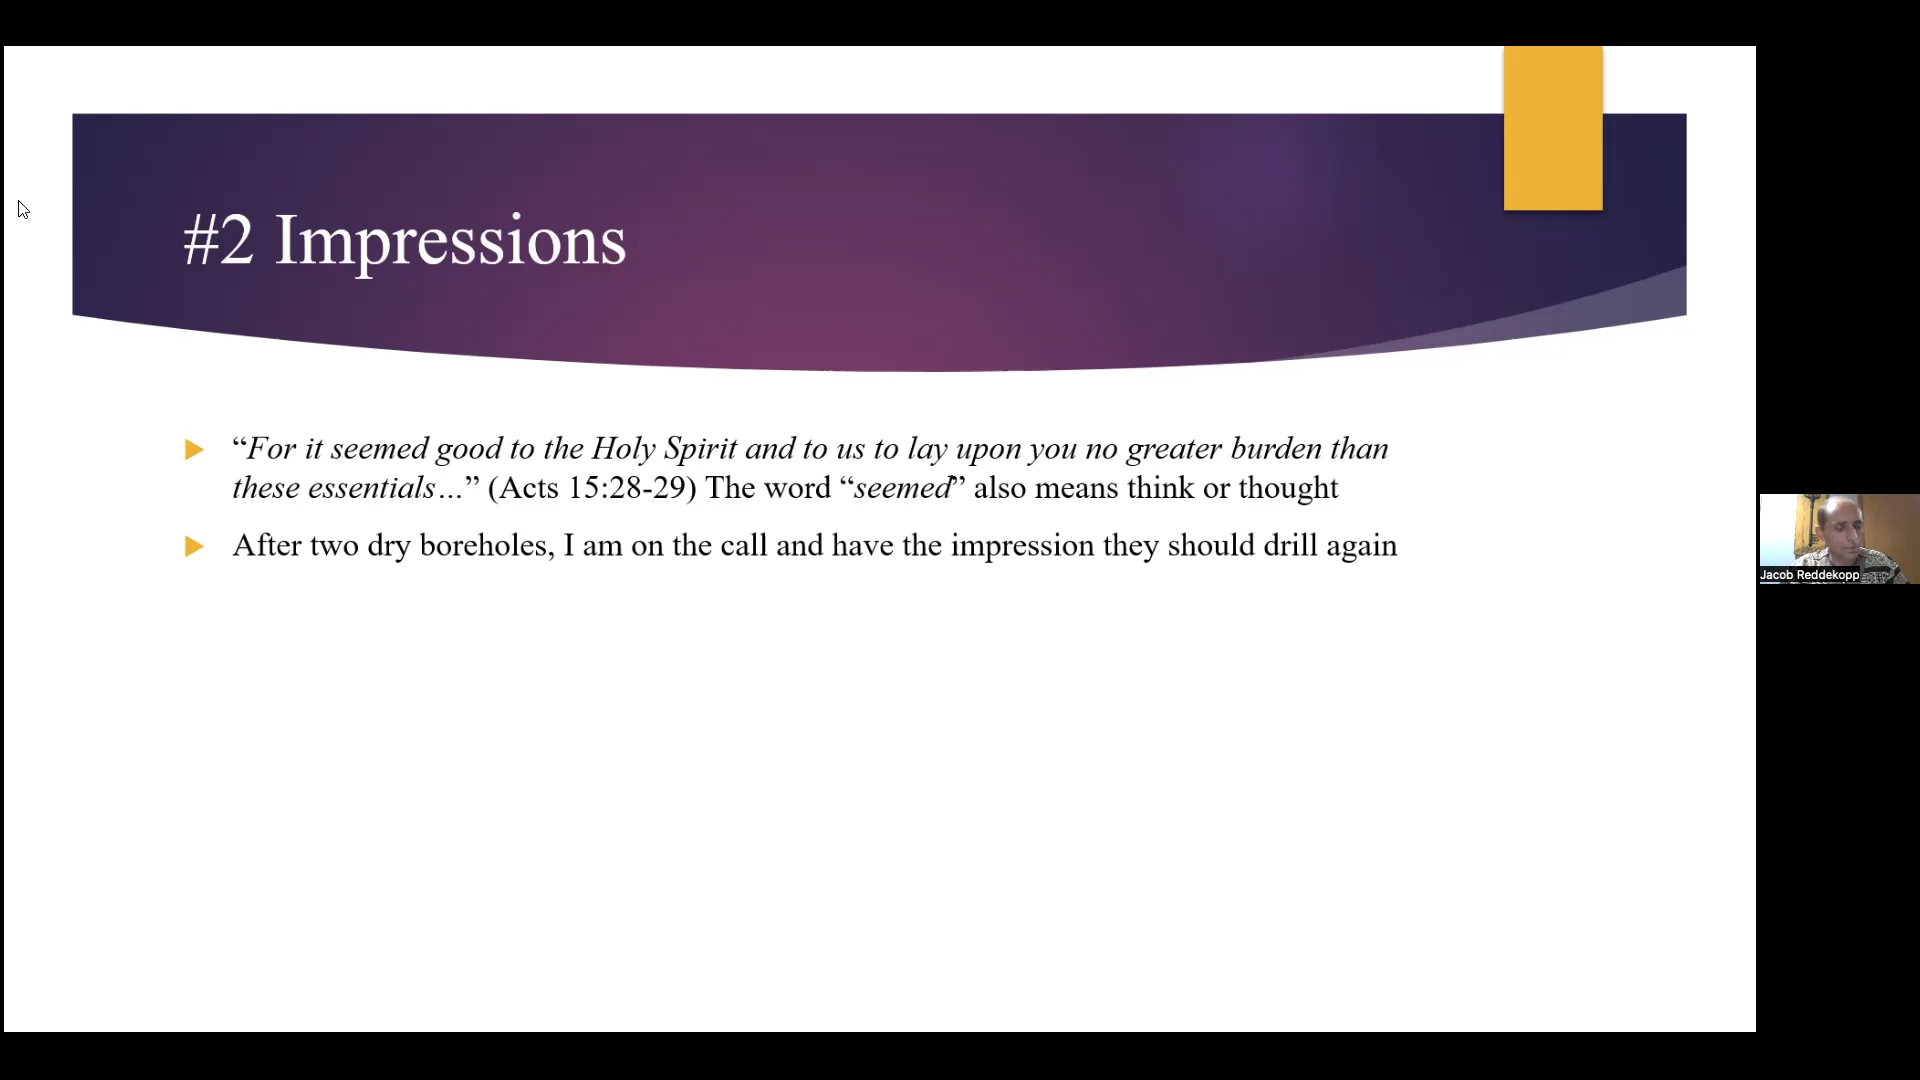 #2 Impressions
“For it seemed good to the Holy Spirit and to us to lay upon you no greater burden than
these essentials…” (Acts 15:28-29) The word “seemed” also means think or thought
After two dry boreholes, I am on the call and have the impression they should drill again
Jacob Reddekopp